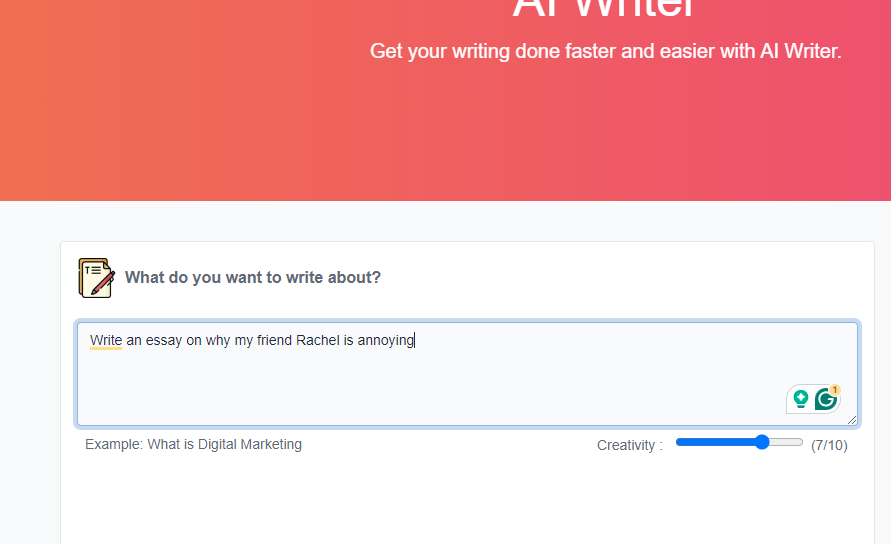 AI Writer
Get your writing done faster and easier with AI Writer.
T
What do you want to write about?
Write an essay on why my friend Rachel is annoying
1
G
Example: What is Digital Marketing
Creativity :
(7/10)